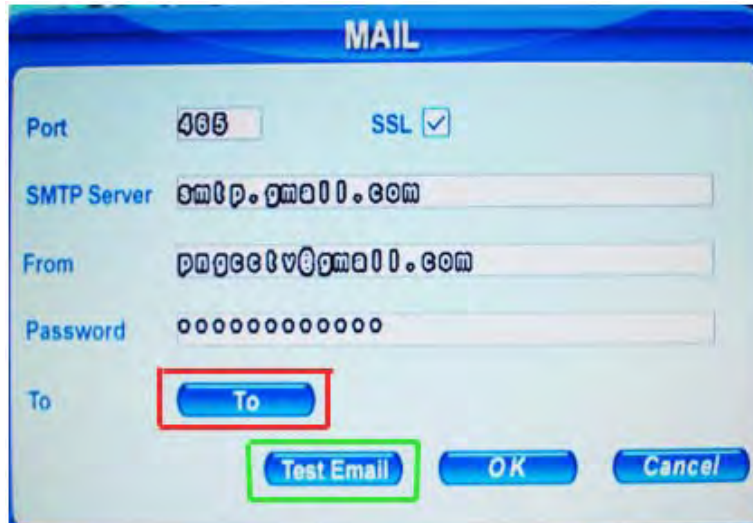 MAIL
Port 465 SSL
SMTP Server smtp.gmail.com
From pngcctv@gmail.com
Password
To To
Test Email OK Cancel